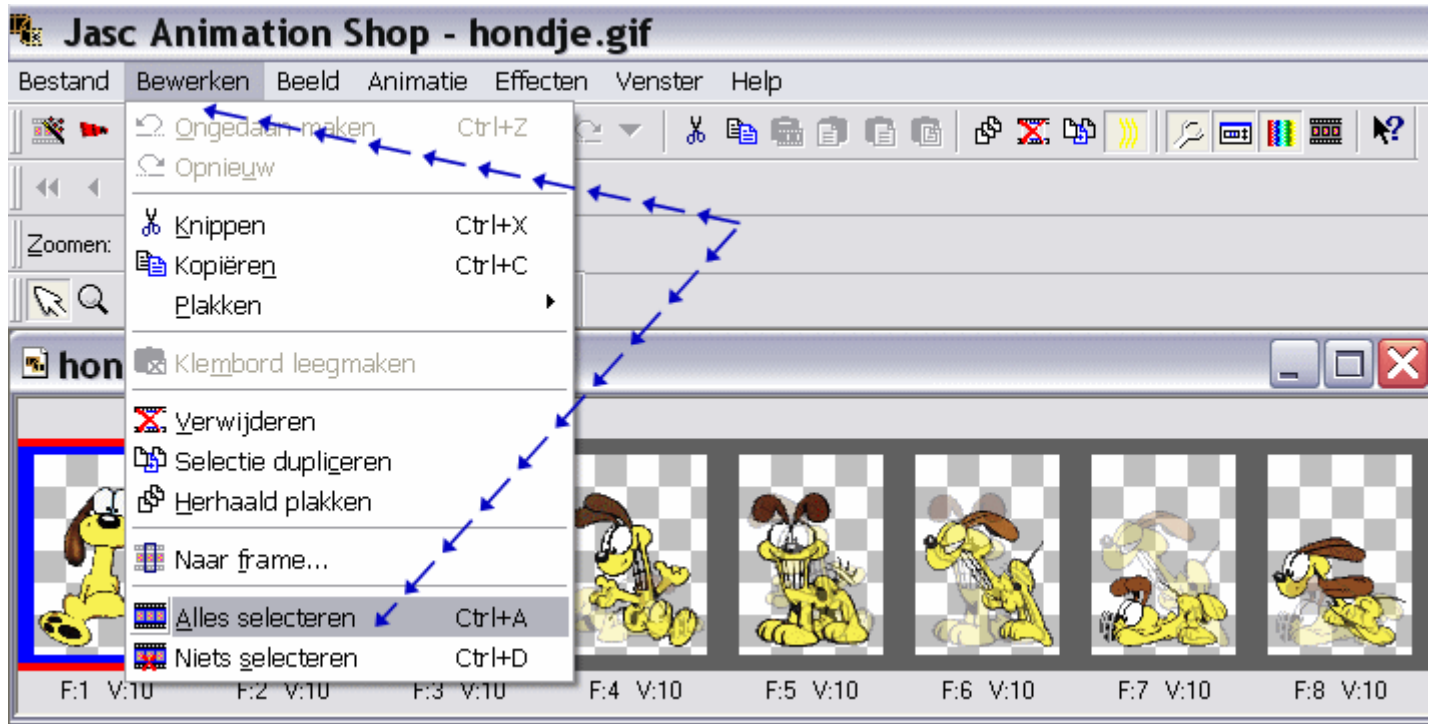 Jasc Animation Shop - hondje.gif
Bestand Bewerken Beeld Animatie Effecten Venster Help
Ongedaan maken Ctrl+Z
Opnieuw
Knippen Ctrl+X
Zoomen:
Kopiëren Ctrl+C
Plakken
hon
Klembord leegmaken
Verwijderen
Selectie dupliceren
Herhaald plakken
Naar frame...
Alles selecteren Ctrl+A
Niets selecteren Ctrl+D
F:1 V:10 F:2 V:10 F:3 V:10 F:4 V:10 F:5 V:10 F:6 V:10 F:7 V:10 F:8 V:10